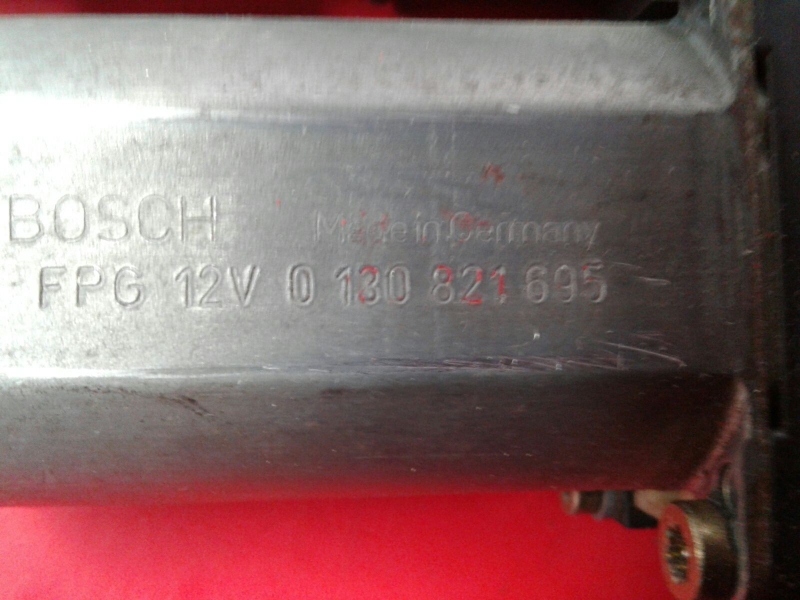 BOSCH Made in Germany
FPG 12V 0 130 821 695